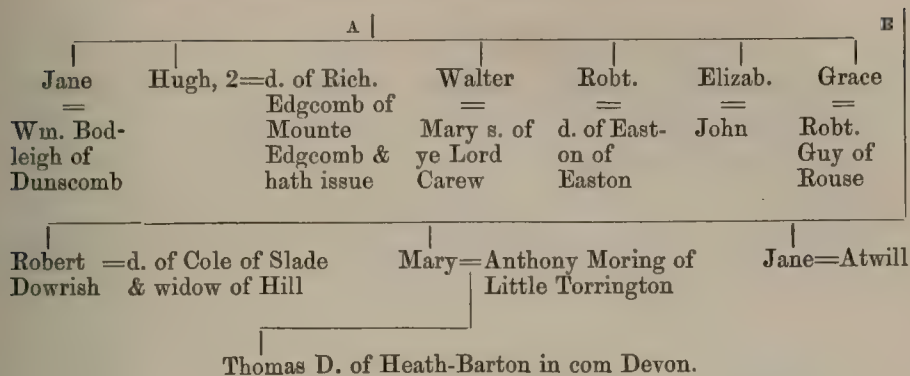 A B
Jane Hugh, 2=d. of Rich. Walter Robt. Elizab. Grace
= Edgcomb of = = = =
Wm. Bod- Mounte Mary s. of d. of East- John Robt.
leigh of Edgcomb & ye Lord on of Guy of
Dunscomb hath issue Carew Easton Rouse
Robert =d. of Cole of Slade Mary=Anthony Moring of Jane=Atwill
Dowrish & widow of Hill Little Torrington
Thomas D. of Heath-Barton in com Devon.